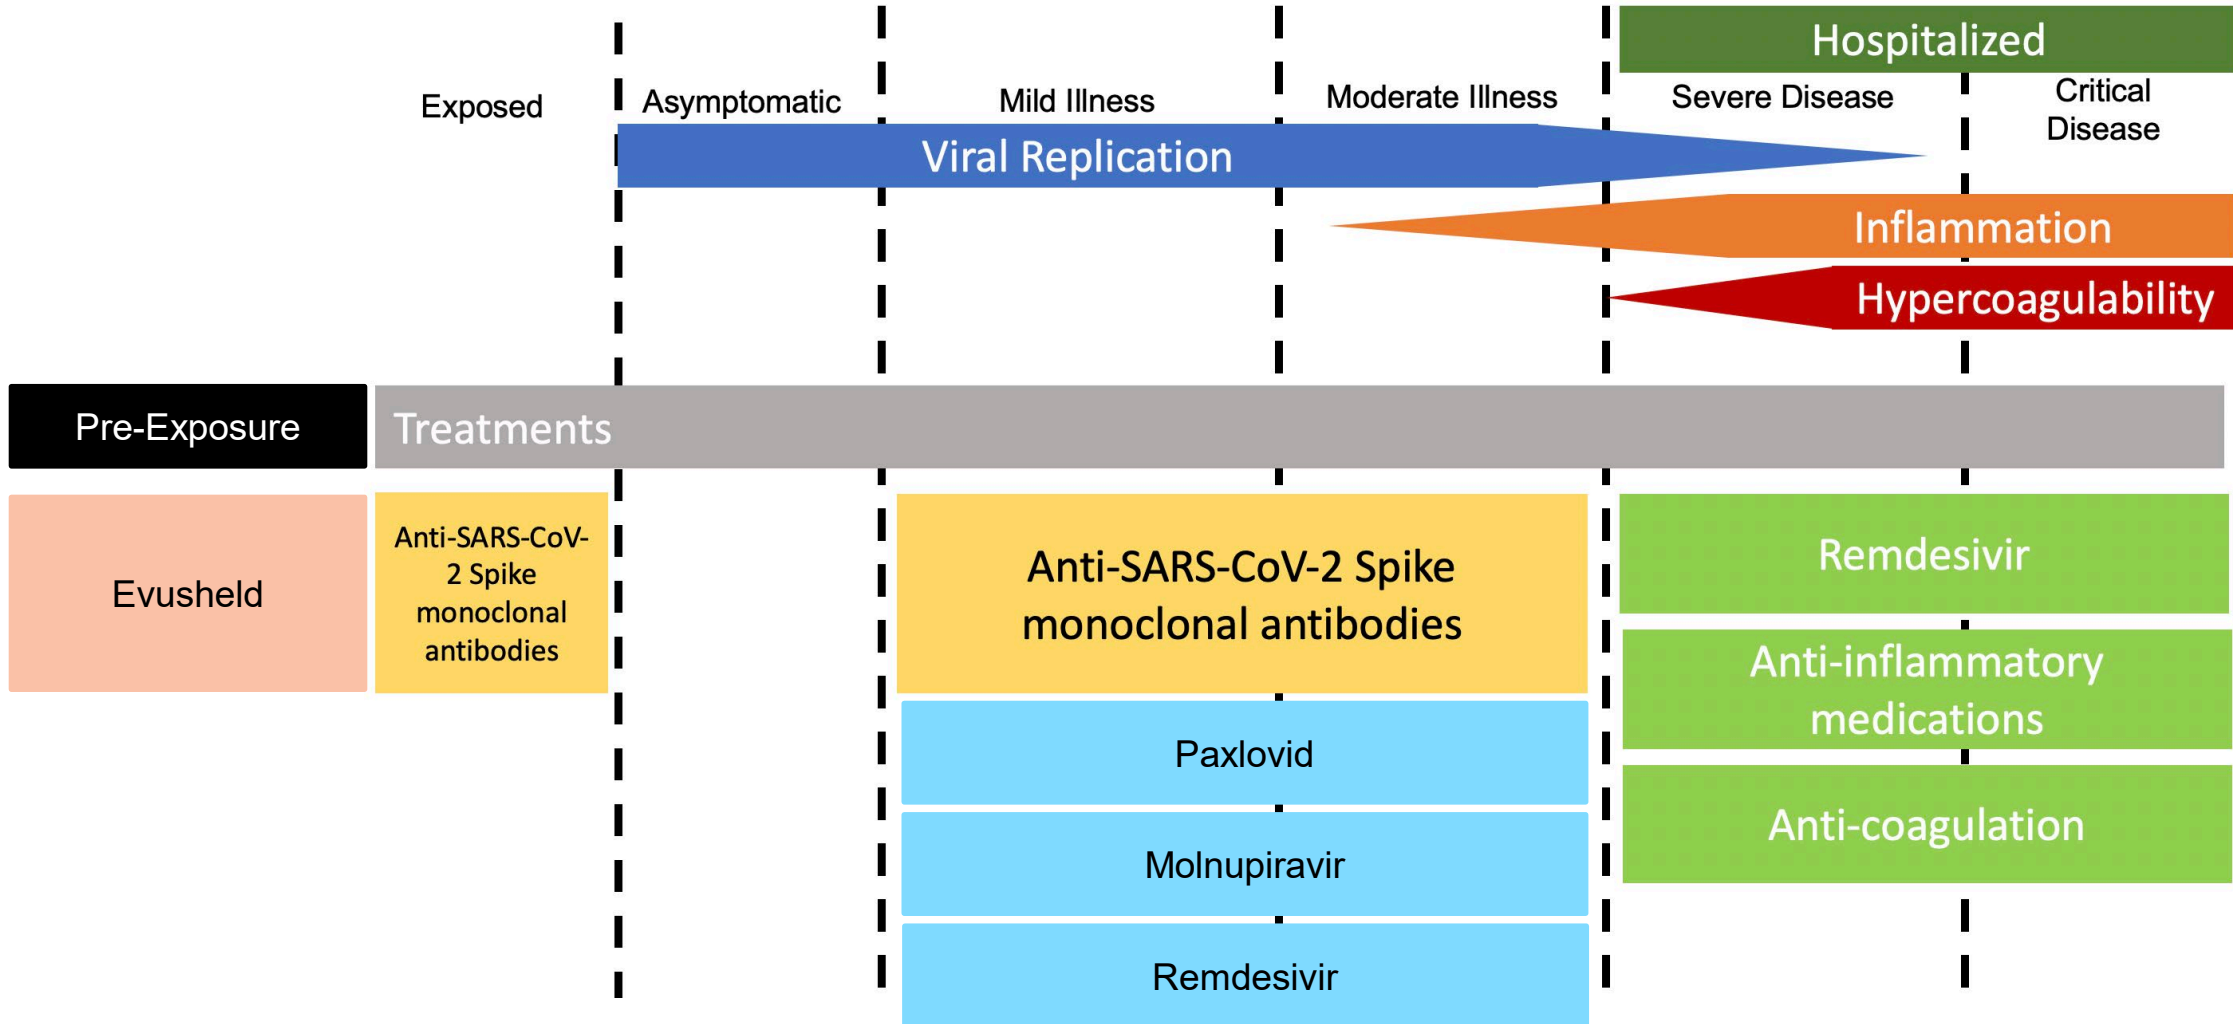 Hospitalized
Exposed
Asymptomatic
Mild Illness
Moderate Illness
Severe Disease
Critical
Disease
Viral Replication
Inflammation
Hypercoagulability
Pre-Exposure
Treatments
Evusheld
Anti-SARS-CoV-
2 Spike
monoclonal
antibodies
Anti-SARS-CoV-2 Spike
monoclonal antibodies
Paxlovid
Molnupiravir
Remdesivir
Remdesivir
Anti-inflammatory
medications
Anti-coagulation